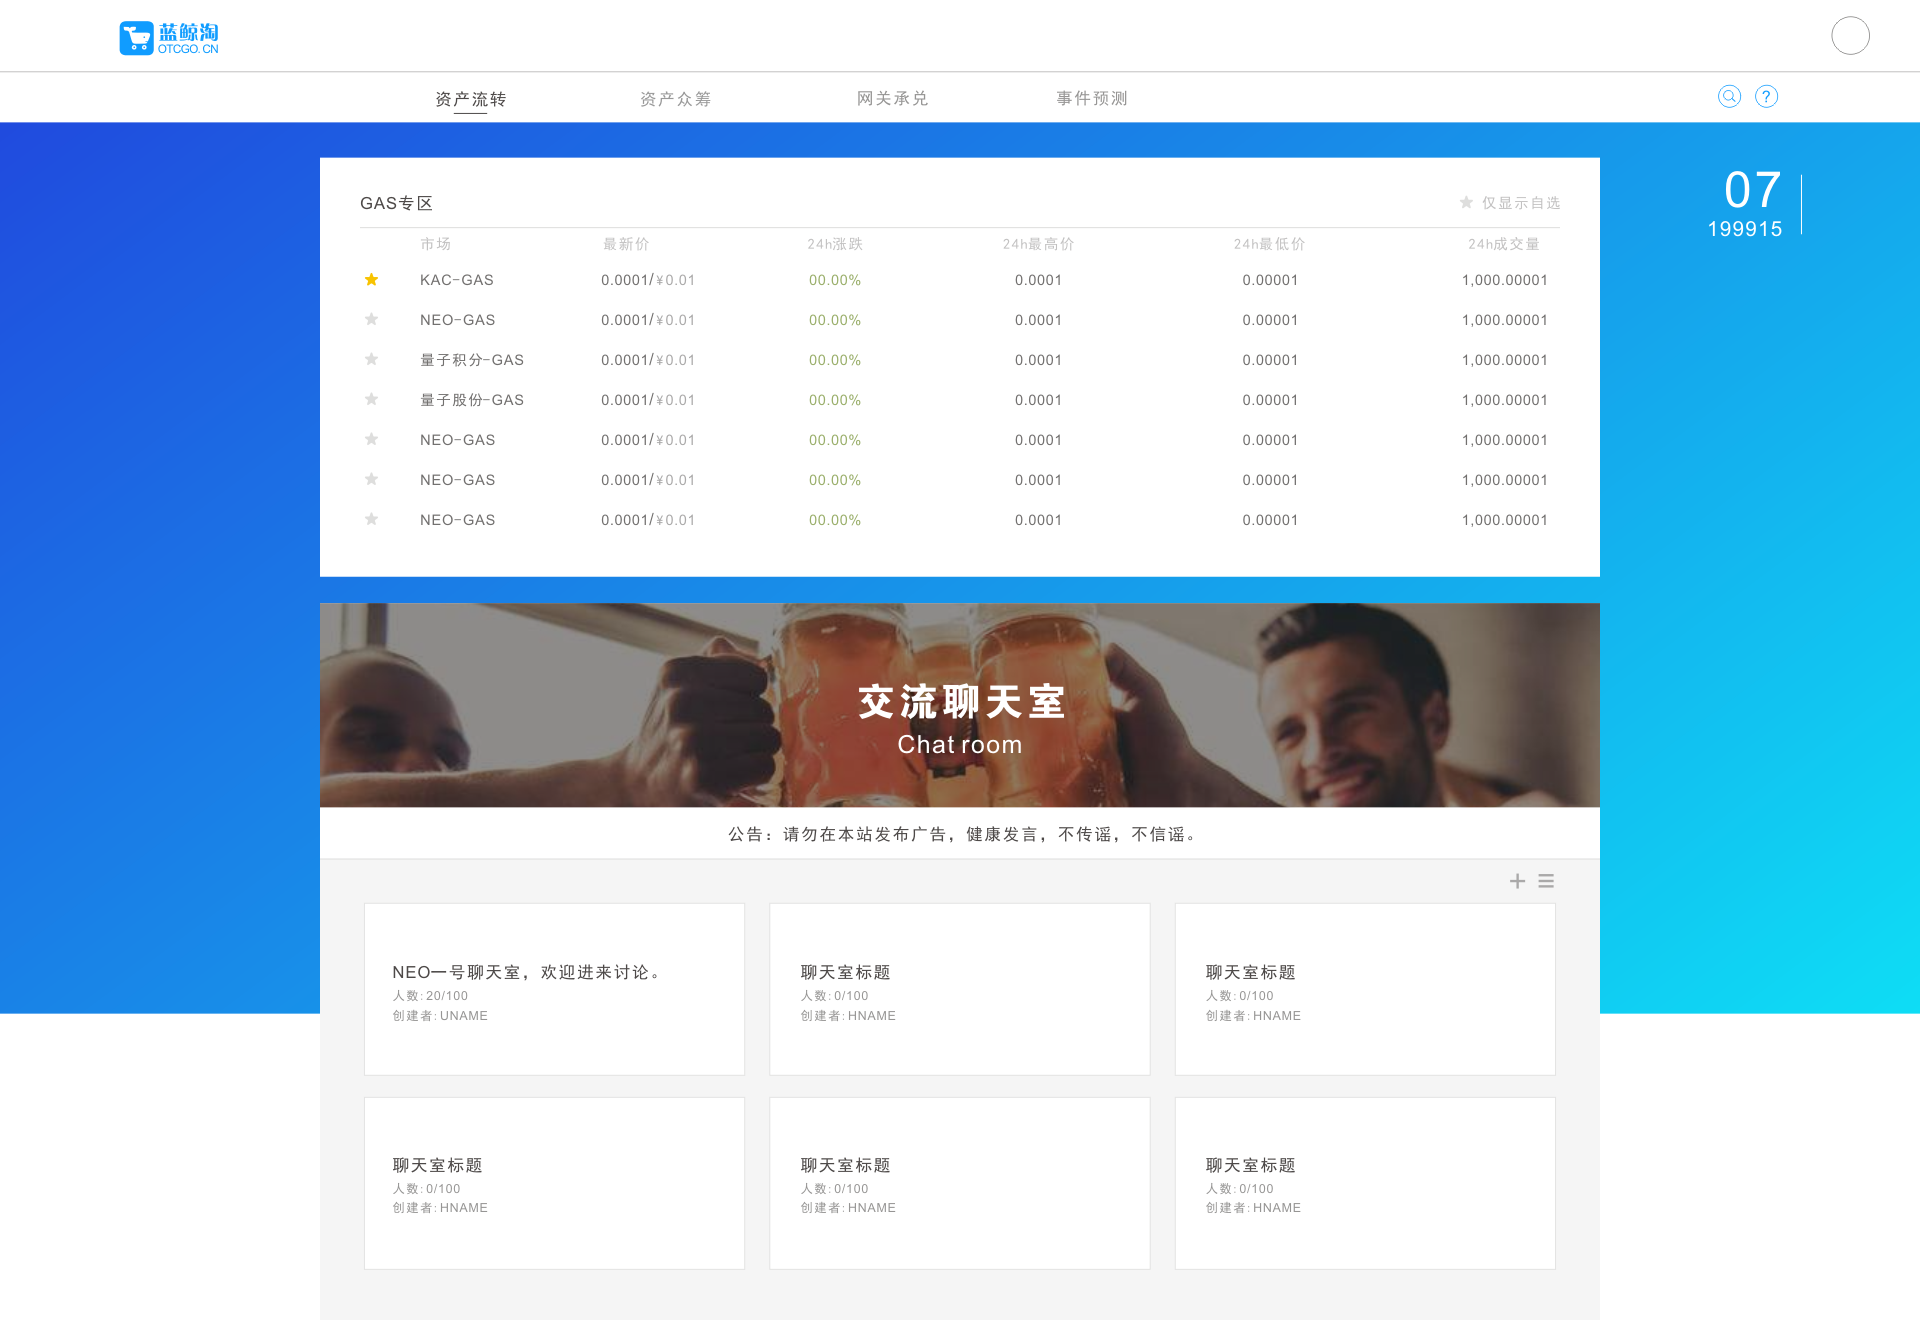 蓝鲸淘
OTCGO.CN
资产流转 资产众筹 网关承兑 事件预测
07
199915
GAS专区 仅显示自选
市场 最新价 24h涨跌 24h最高价 24h最低价 24h成交量
KAC-GAS 0.0001/¥0.01 00.00% 0.0001 0.00001 1,000.00001
NEO-GAS 0.0001/¥0.01 00.00% 0.0001 0.00001 1,000.00001
量子积分-GAS 0.0001/¥0.01 00.00% 0.0001 0.00001 1,000.00001
量子股份-GAS 0.0001/¥0.01 00.00% 0.0001 0.00001 1,000.00001
NEO-GAS 0.0001/¥0.01 00.00% 0.0001 0.00001 1,000.00001
NEO-GAS 0.0001/¥0.01 00.00% 0.0001 0.00001 1,000.00001
NEO-GAS 0.0001/¥0.01 00.00% 0.0001 0.00001 1,000.00001
交流聊天室
Chat room
公告：请勿在本站发布广告，健康发言，不传谣，不信谣。
NEO一号聊天室，欢迎进来讨论。
人数: 20/100
创建者: UNAME
聊天室标题
人数: 0/100
创建者: HNAME
聊天室标题
人数: 0/100
创建者: HNAME
聊天室标题
人数: 0/100
创建者: HNAME
聊天室标题
人数: 0/100
创建者: HNAME
聊天室标题
人数: 0/100
创建者: HNAME